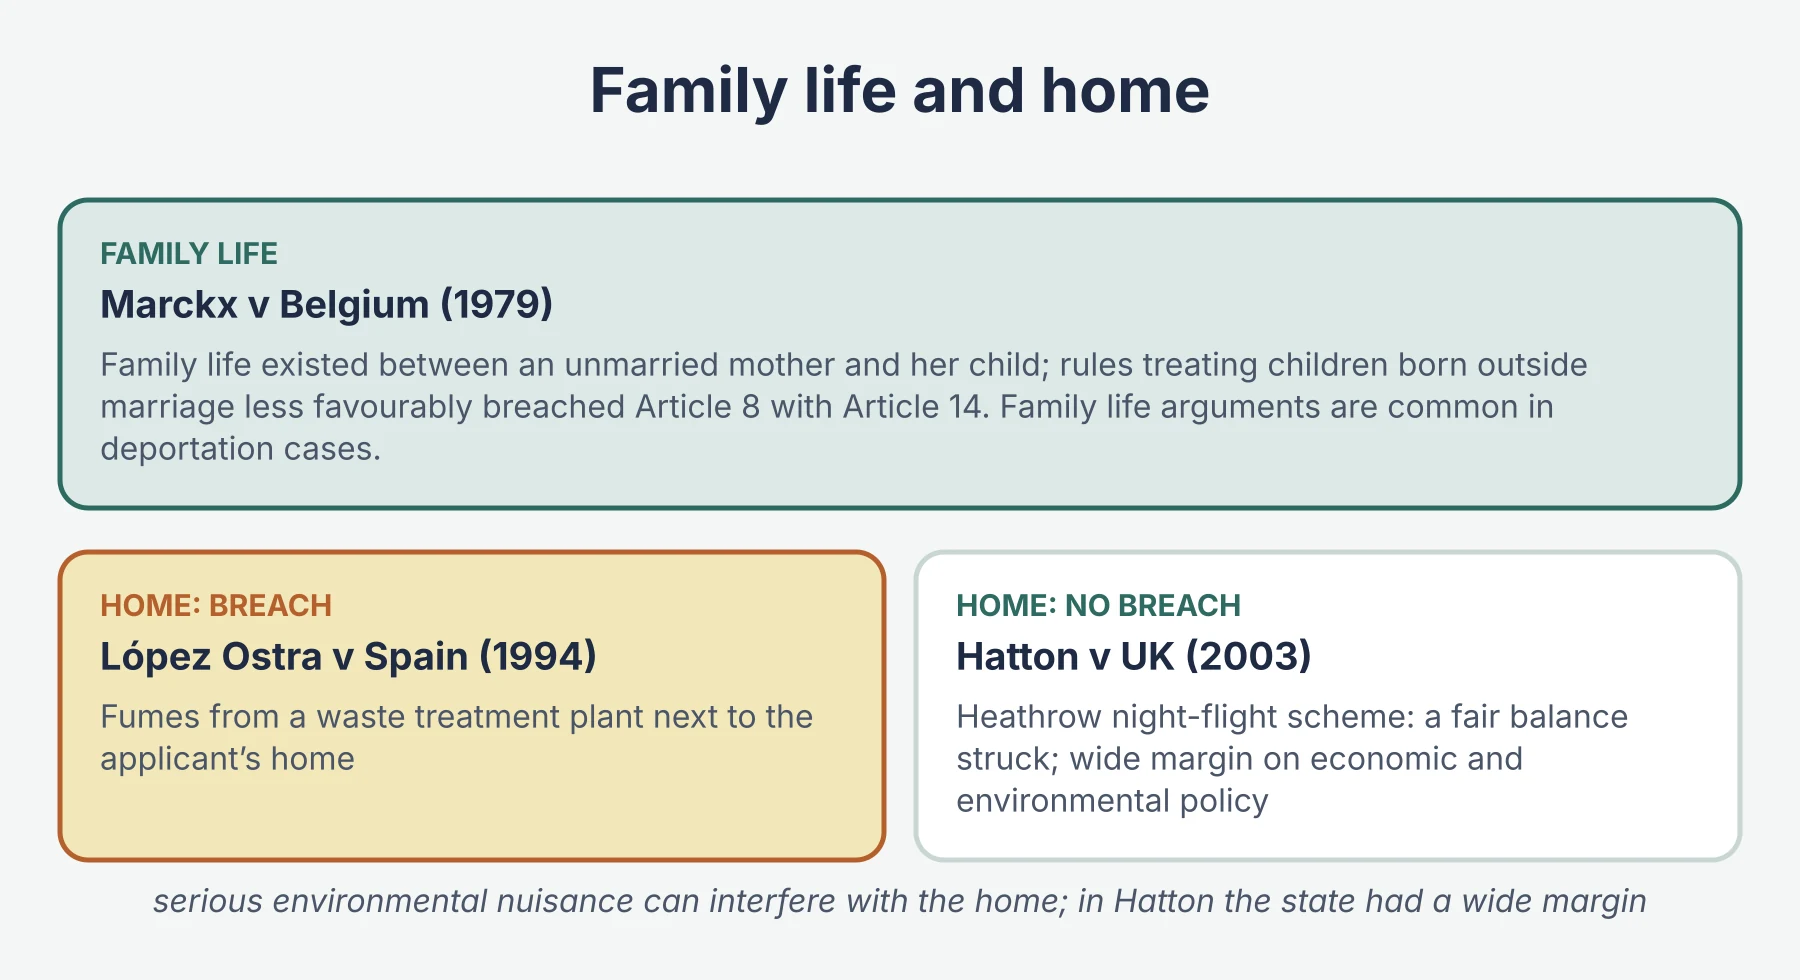 Family life and home
FAMILY LIFE
Marckx v Belgium (1979)
Family life existed between an unmarried mother and her child; rules treating children born outside
marriage less favourably breached Article 8 with Article 14. Family life arguments are common in
deportation cases.
HOME: BREACH
López Ostra v Spain (1994)
Fumes from a waste treatment plant next to the
applicant’s home
HOME: NO BREACH
Hatton v UK (2003)
Heathrow night-flight scheme: a fair balance
struck; wide margin on economic and
environmental policy
serious environmental nuisance can interfere with the home; in Hatton the state had a wide margin